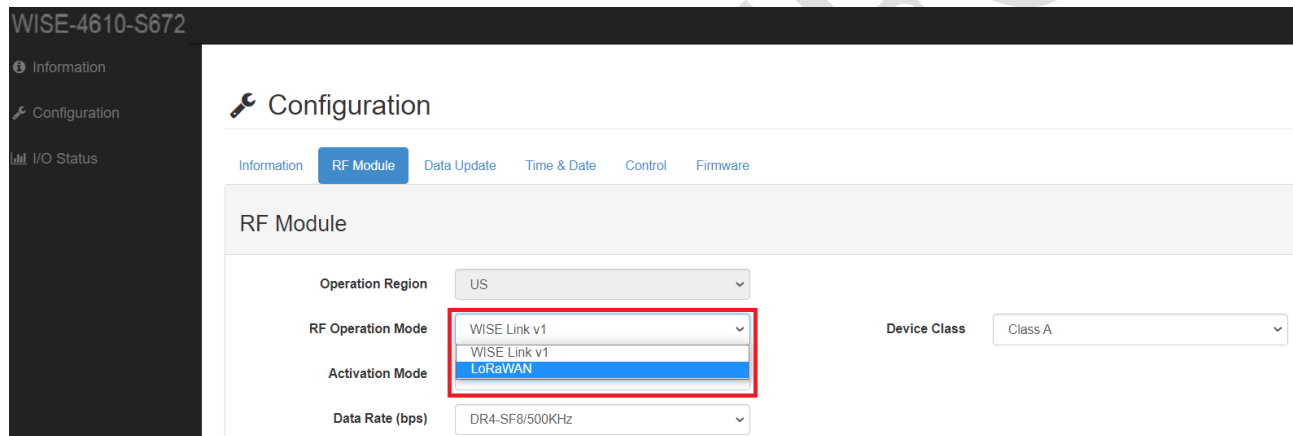 WISE-4610-S672
Information
Configuration
I/O Status
Configuration
Information RF Module Data Update Time & Date Control Firmware
RF Module
Operation Region US
RF Operation Mode WISE Link v1 Device Class Class A
WISE Link v1
LoRaWAN
Activation Mode
Data Rate (bps) DR4-SF8/500KHz